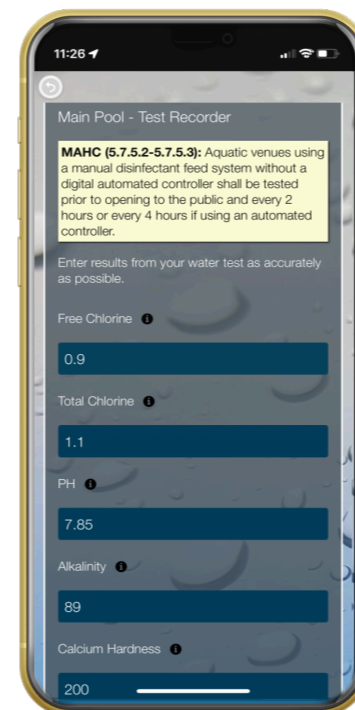 11:26
Main Pool - Test Recorder
MAHC (5.7.5.2-5.7.5.3): Aquatic venues using
a manual disinfectant feed system without a
digital automated controller shall be tested
prior to opening to the public and every 2
hours or every 4 hours if using an automated
controller.
Enter results from your water test as accurately
as possible.
Free Chlorine
0.9
Total Chlorine
1.1
PH
7.85
Alkalinity
89
Calcium Hardness
200